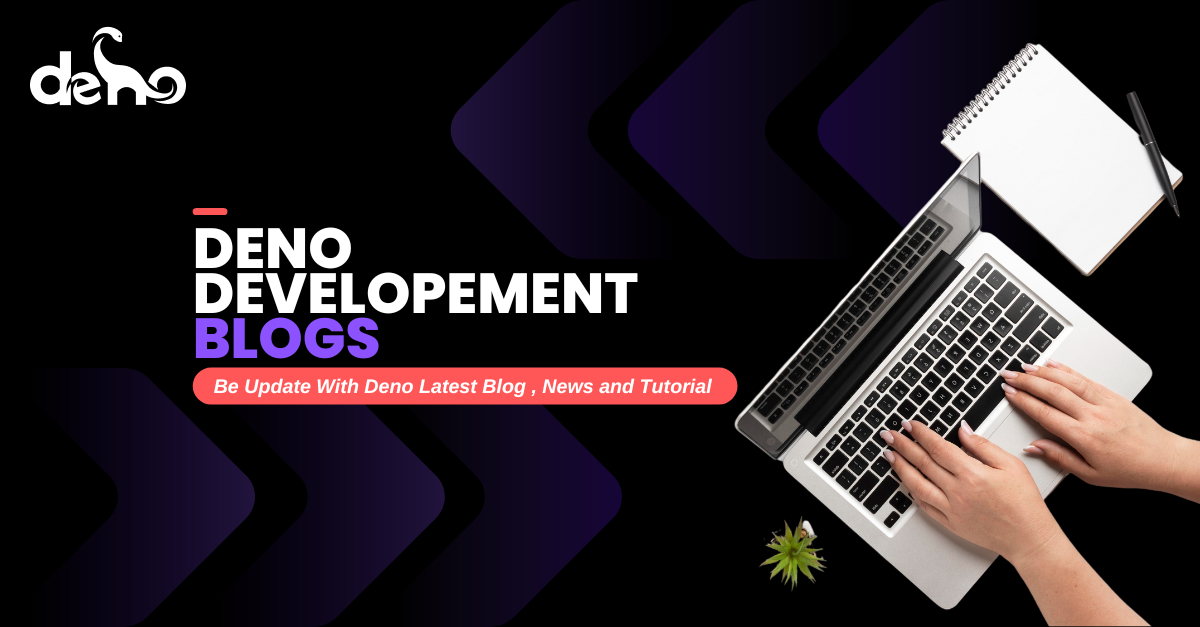 deno
DENO
DEVELOPEMENT
BLOGS
Be Update With Deno Latest Blog , News and Tutorial